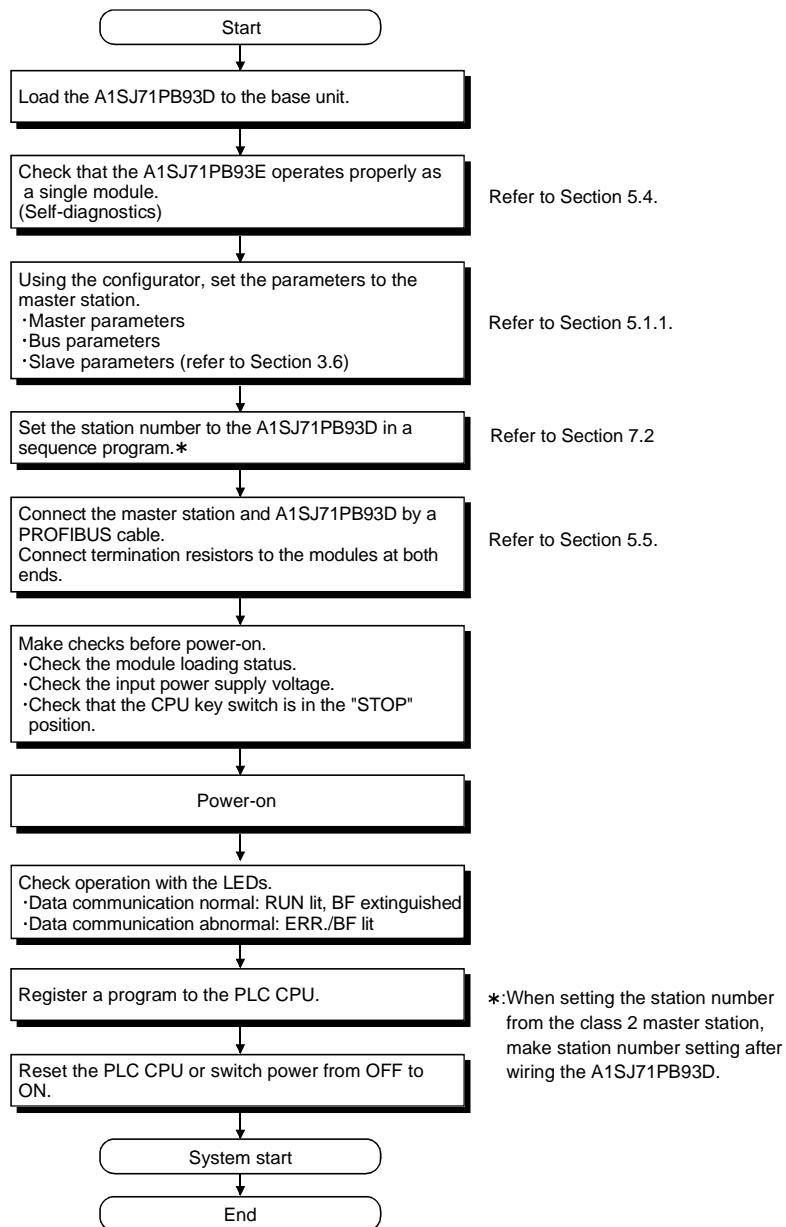 Start
Load the A1SJ71PB93D to the base unit.
Check that the A1SJ71PB93E operates properly as
a single module.
(Self-diagnostics)
Refer to Section 5.4.
Using the configurator, set the parameters to the
master station.
·Master parameters
·Bus parameters
·Slave parameters (refer to Section 3.6)
Refer to Section 5.1.1.
Set the station number to the A1SJ71PB93D in a
sequence program.*
Refer to Section 7.2
Connect the master station and A1SJ71PB93D by a
PROFIBUS cable.
Connect termination resistors to the modules at both
ends.
Refer to Section 5.5.
Make checks before power-on.
·Check the module loading status.
·Check the input power supply voltage.
·Check that the CPU key switch is in the "STOP"
position.
Power-on
Check operation with the LEDs.
·Data communication normal: RUN lit, BF extinguished
·Data communication abnormal: ERR./BF lit
Register a program to the PLC CPU.
*:When setting the station number
from the class 2 master station,
make station number setting after
wiring the A1SJ71PB93D.
Reset the PLC CPU or switch power from OFF to
ON.
System start
End